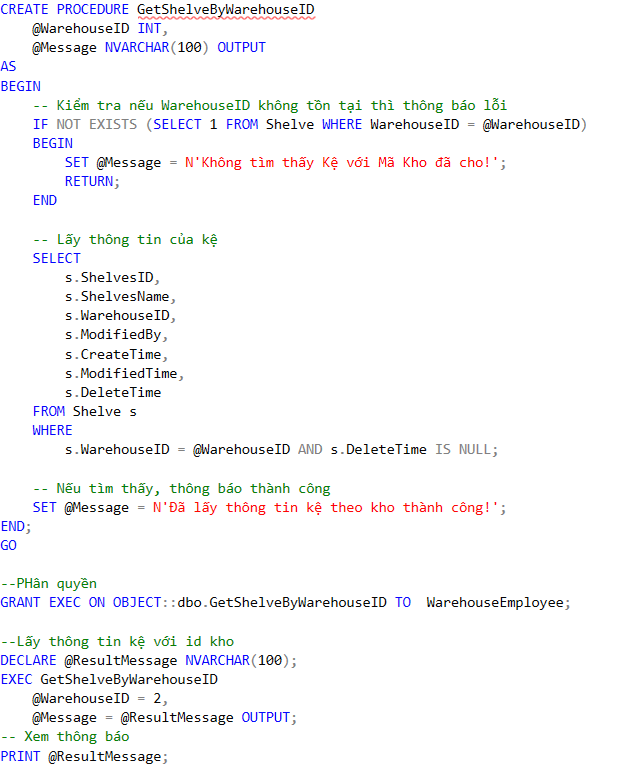 CREATE PROCEDURE GetShelveByWarehouseID
    @WarehouseID INT,
    @Message NVARCHAR(100) OUTPUT
AS
BEGIN
    -- Kiểm tra nếu WarehouseID không tồn tại thì thông báo lỗi
    IF NOT EXISTS (SELECT 1 FROM Shelve WHERE WarehouseID = @WarehouseID)
    BEGIN
        SET @Message = N'Không tìm thấy Kệ với Mã Kho đã cho!';
        RETURN;
    END
    -- Lấy thông tin của kệ
    SELECT
        s.ShelvesID,
        s.ShelvesName,
        s.WarehouseID,
        s.ModifiedBy,
        s.CreateTime,
        s.ModifiedTime,
        s.DeleteTime
    FROM Shelve s
    WHERE
        s.WarehouseID = @WarehouseID AND s.DeleteTime IS NULL;
    -- Nếu tìm thấy, thông báo thành công
    SET @Message = N'Đã lấy thông tin kệ theo kho thành công!';
END;
GO
--PHân quyền
GRANT EXEC ON OBJECT::dbo.GetShelveByWarehouseID TO  WarehouseEmployee;
--Lấy thông tin kệ với id kho
DECLARE @ResultMessage NVARCHAR(100);
EXEC GetShelveByWarehouseID
    @WarehouseID = 2,
    @Message = @ResultMessage OUTPUT;
-- Xem thông báo
PRINT @ResultMessage;